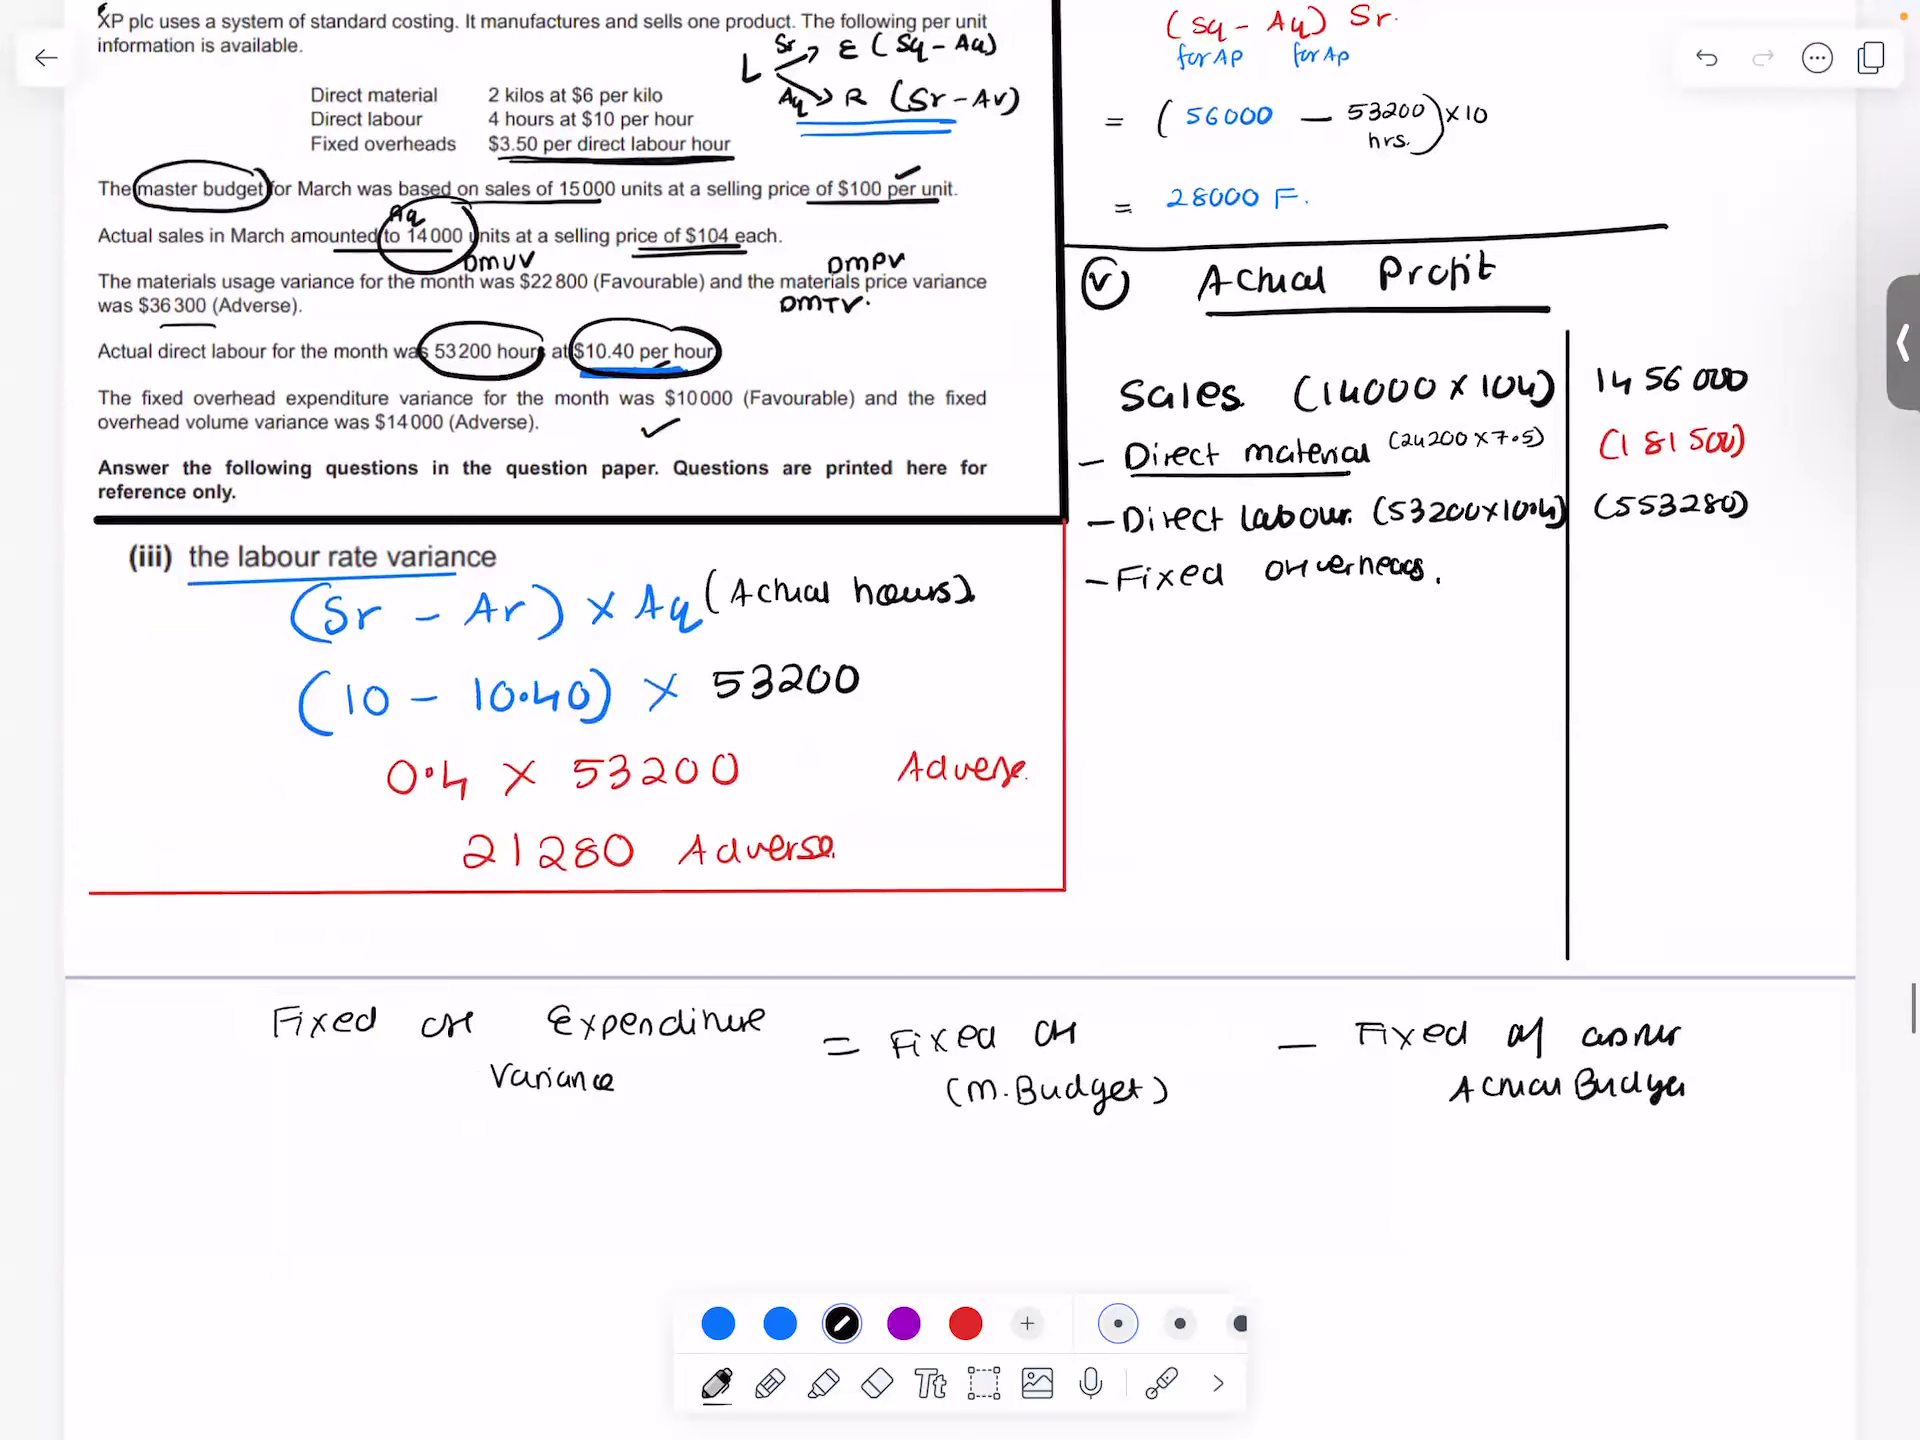 XP plc uses a system of standard costing. It manufactures and sells one product. The following per unit
information is available.
L Sr → E (Sq - Aq)
Aq → R (Sr - Ar)
Direct material 2 kilos at $6 per kilo
Direct labour 4 hours at $10 per hour
Fixed overheads $3.50 per direct labour hour
The master budget for March was based on sales of 15 000 units at a selling price of $100 per unit.
Aq
Actual sales in March amounted to 14 000 units at a selling price of $104 each.
DMUV DMPV
The materials usage variance for the month was $22 800 (Favourable) and the materials price variance
was $36 300 (Adverse).
DMTV.
Actual direct labour for the month was 53 200 hours at $10.40 per hour
The fixed overhead expenditure variance for the month was $10 000 (Favourable) and the fixed
overhead volume variance was $14 000 (Adverse).
Answer the following questions in the question paper. Questions are printed here for
reference only.
(iii) the labour rate variance
(Sr - Ar) × Aq (Actual hours)
(10 - 10.40) × 53200
0.4 × 53200 Adverse
21280 Adverse
(Sq - Aq) Sr.
for AP for AP
= (56000 - 53200) × 10
hrs.
= 28000 F.
(v) Actual Profit
Sales (14000 × 104) 1456000
- Direct material (24200 × 7.5) (181500)
- Direct labour. (53200×10.4) (553280)
- Fixed
Fixed OH Expenditure = Fixed OH - Fixed
Variance (M. Budget) Actual